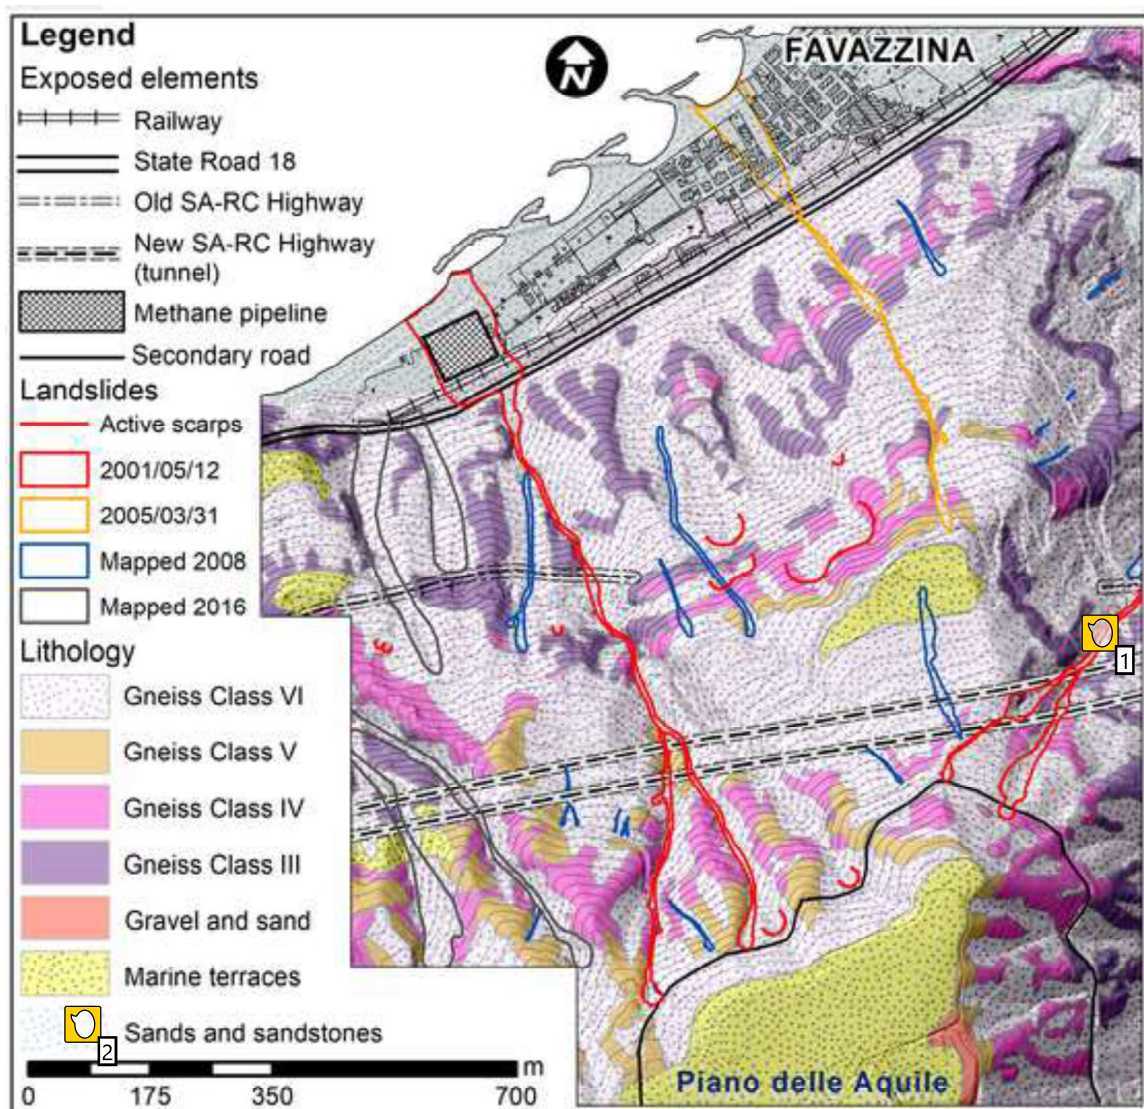 Legend
FAVAZZINA
N
Exposed elements
Railway
State Road 18
Old SA-RC Highway
New SA-RC Highway
(tunnel)
Methane pipeline
Secondary road
Landslides
Active scarps
2001/05/12
2005/03/31
Mapped 2008
Mapped 2016
Lithology
1
Gneiss Class VI
Gneiss Class V
Gneiss Class IV
Gneiss Class III
Gravel and sand
Marine terraces
Sands and sandstones
2
m
0 175 350 700
Piano delle Aquile